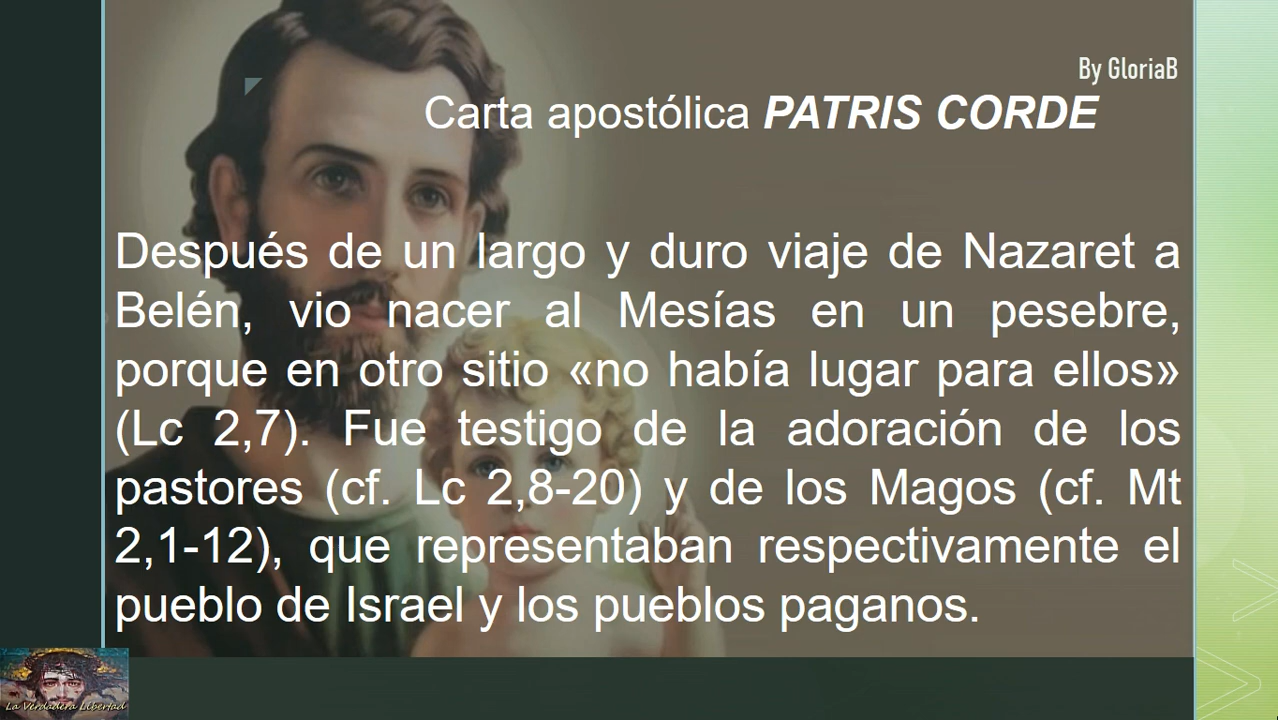 By GloriaB
Carta apostólica PATRIS CORDE
Después de un largo y duro viaje de Nazaret a
Belén, vio nacer al Mesías en un pesebre,
porque en otro sitio «no había lugar para ellos»
(Lc 2,7). Fue testigo de la adoración de los
pastores (cf. Lc 2,8-20) y de los Magos (cf. Mt
2,1-12), que representaban respectivamente el
pueblo de Israel y los pueblos paganos.
La Verdadera Libertad